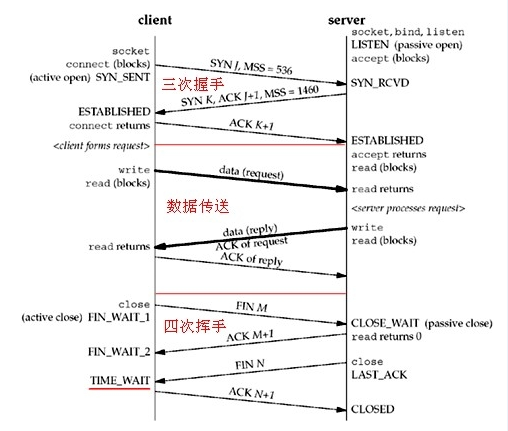 client
server
socket
connect (blocks)
(active open) SYN_SENT
socket, bind, listen
LISTEN (passive open)
accept (blocks)
SYN J, MSS = 536
三次握手
SYN_RCVD
SYN K, ACK J+1, MSS = 1460
ESTABLISHED
connect returns
ACK K+1
<client forms request>
ESTABLISHED
accept returns
read (blocks)
write
read (blocks)
data (request)
read returns
数据传送
<server processes request>
write
read (blocks)
data (reply)
ACK of request
read returns
ACK of reply
close
(active close) FIN_WAIT_1
FIN M
四次挥手
CLOSE_WAIT (passive close)
read returns 0
ACK M+1
FIN_WAIT_2
close
LAST_ACK
FIN N
TIME_WAIT
ACK N+1
CLOSED